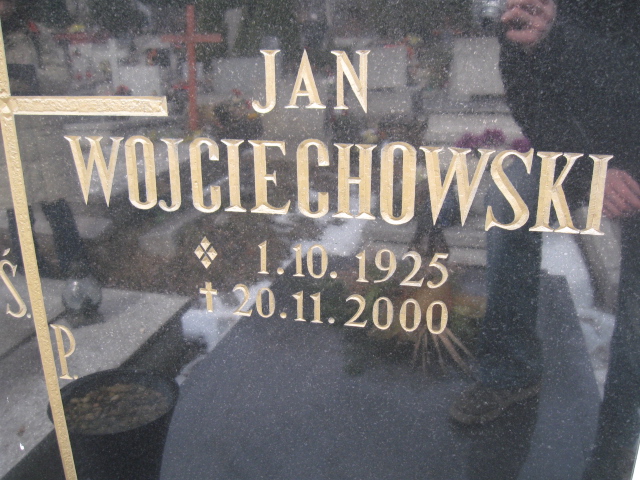 JAN
WOJCIECHOWSKI
1.10.1925
20.11.2000
Ś.
P.